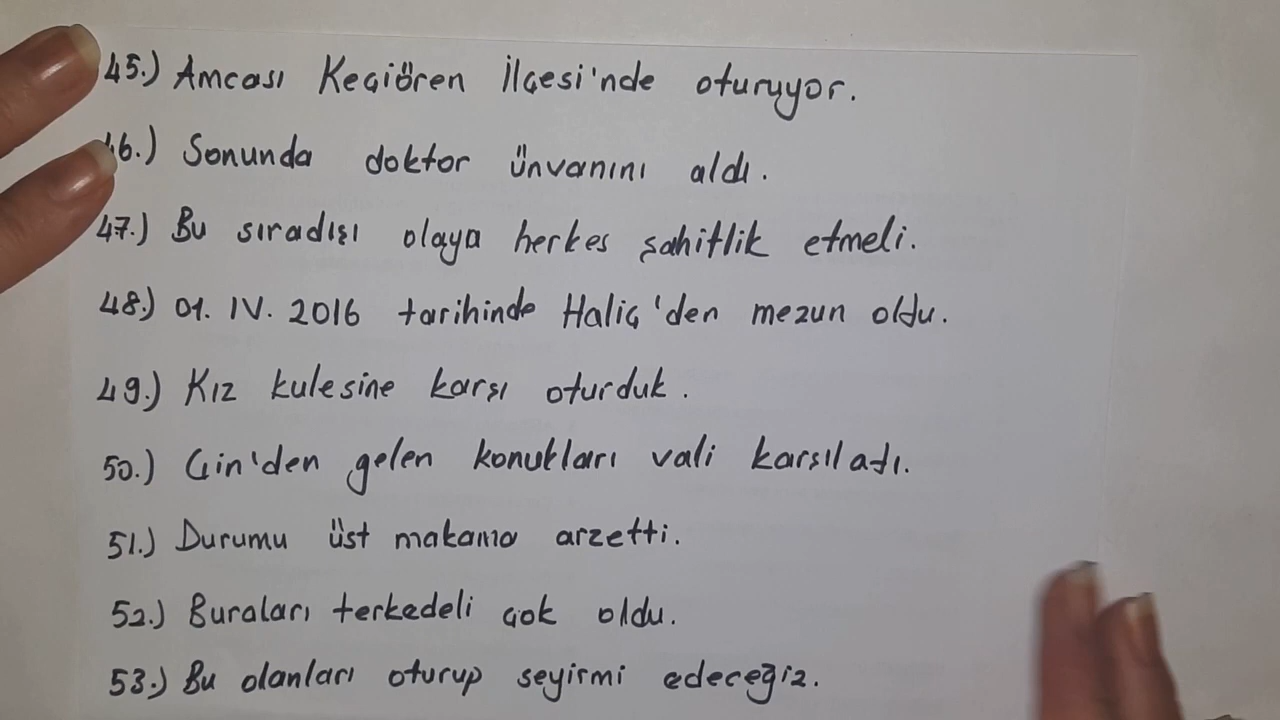 45.) Amcası Keçiören İlçesi'nde oturuyor.
46.) Sonunda doktor ünvanını aldı.
47.) Bu sıradışı olaya herkes şahitlik etmeli.
48.) 01. IV. 2016 tarihinde Haliç'den mezun oldu.
49.) Kız kulesine karşı oturduk.
50.) Çin'den gelen konukları vali karsıladı.
51.) Durumu üst makama arzetti.
52.) Buraları terkedeli çok oldu.
53.) Bu olanları oturup seyirmi edeceğiz.